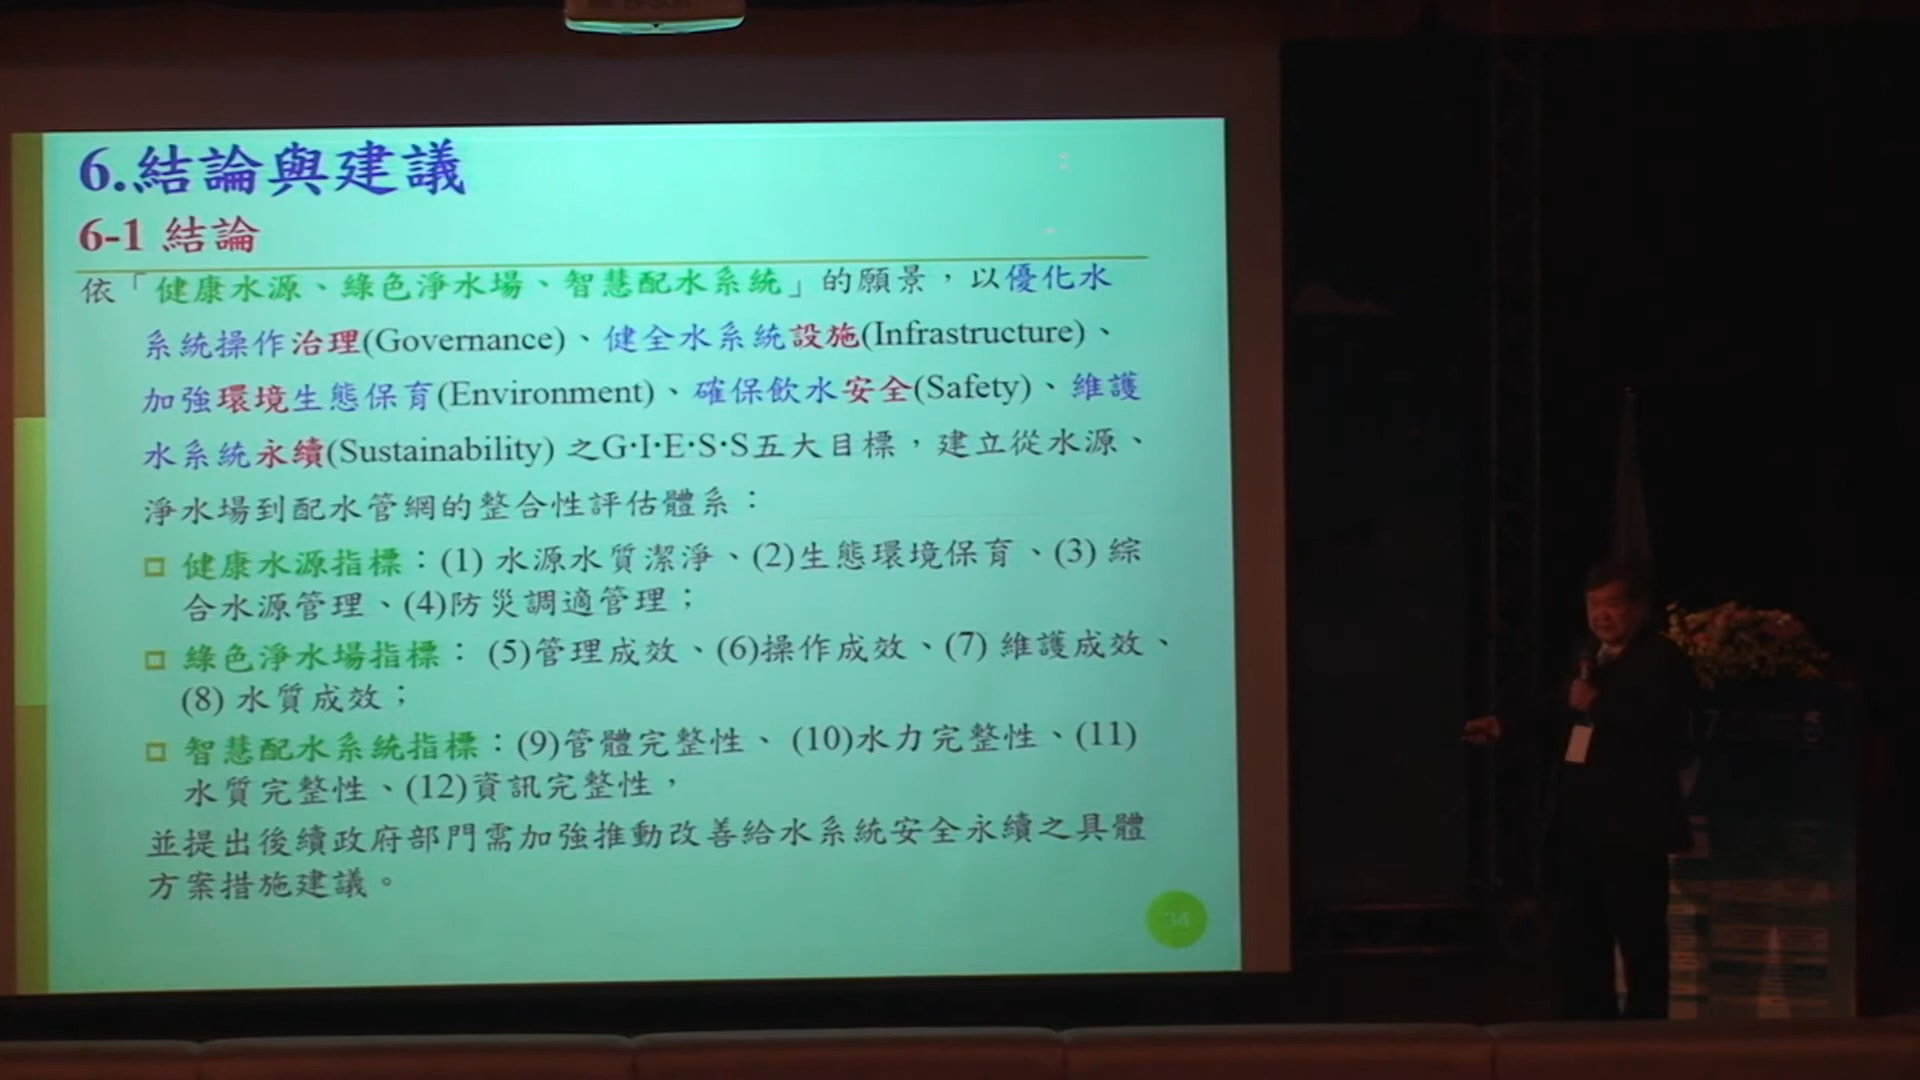 EPSON
6.結論與建議
6-1 結論
依「健康水源、綠色淨水場、智慧配水系統」的願景，以優化水
系統操作治理(Governance)、健全水系統設施(Infrastructure)、
加強環境生態保育(Environment)、確保飲水安全(Safety)、維護
水系統永續(Sustainability) 之G·I·E·S·S五大目標，建立從水源、
淨水場到配水管網的整合性評估體系：
健康水源指標：(1) 水源水質潔淨、(2)生態環境保育、(3) 綜
合水源管理、(4)防災調適管理；
綠色淨水場指標： (5)管理成效、(6)操作成效、(7) 維護成效、
(8) 水質成效；
智慧配水系統指標：(9)管體完整性、 (10)水力完整性、(11)
水質完整性、(12)資訊完整性，
並提出後續政府部門需加強推動改善給水系統安全永續之具體
方案措施建議。
34